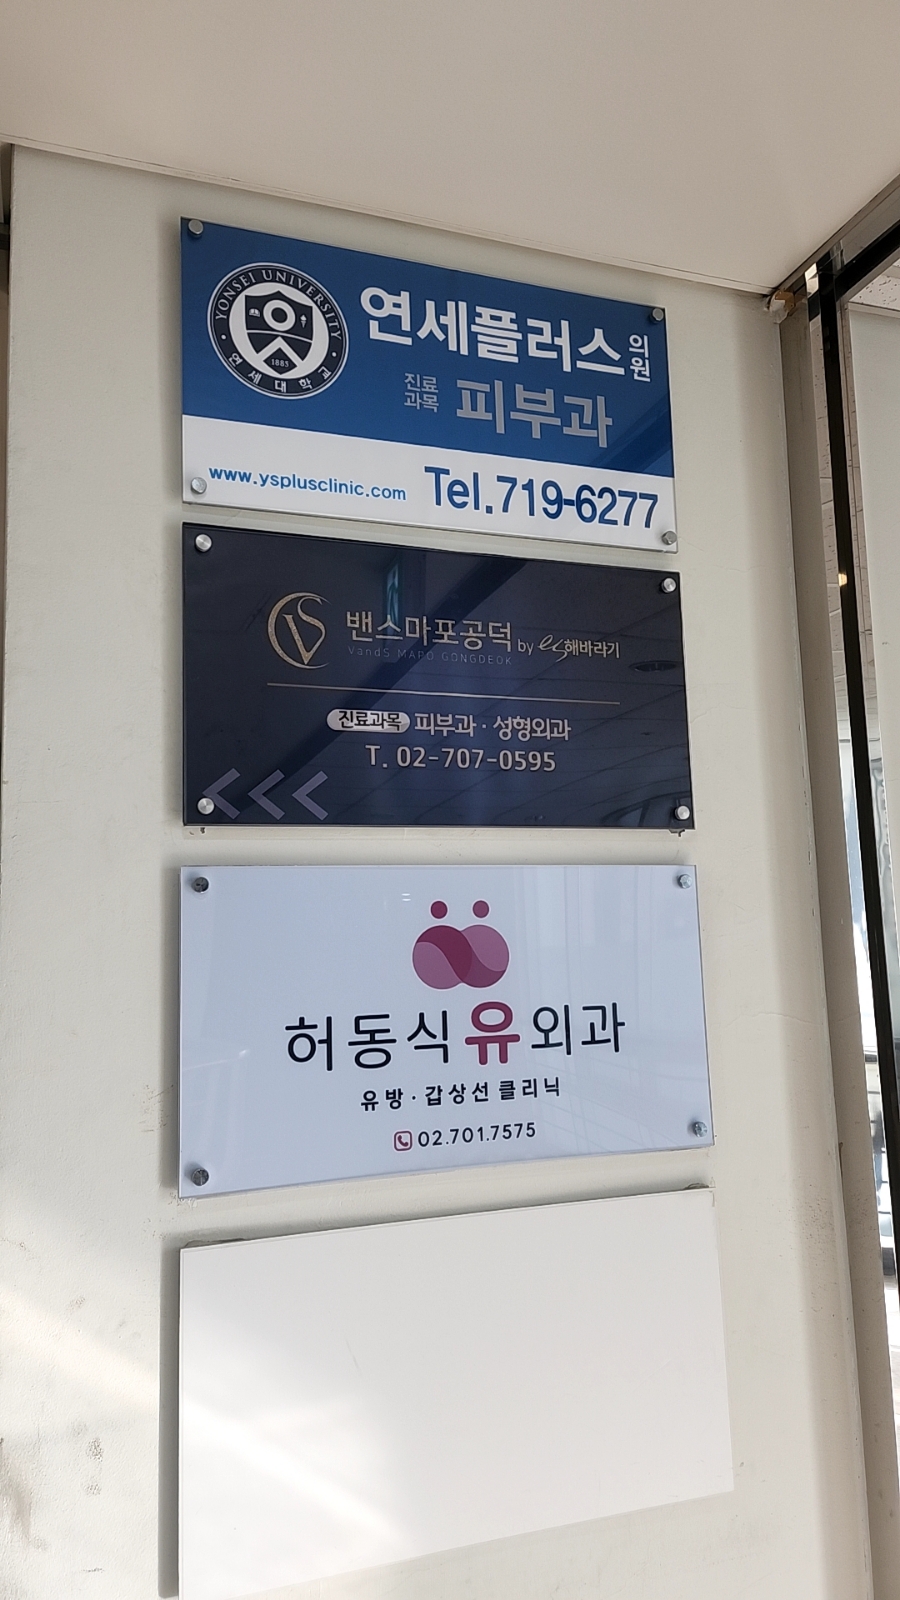 YONSEI UNIVERSITY
1885
연세대학교
연세플러스의원
진료과목 피부과
www.ysplusclinic.com Tel.719-6277
VS 밴스마포공덕 by es해바라기
VandS MAPO GONGDEOK
진료과목 피부과·성형외과
T. 02-707-0595
허동식유외과
유방·갑상선 클리닉
02.701.7575